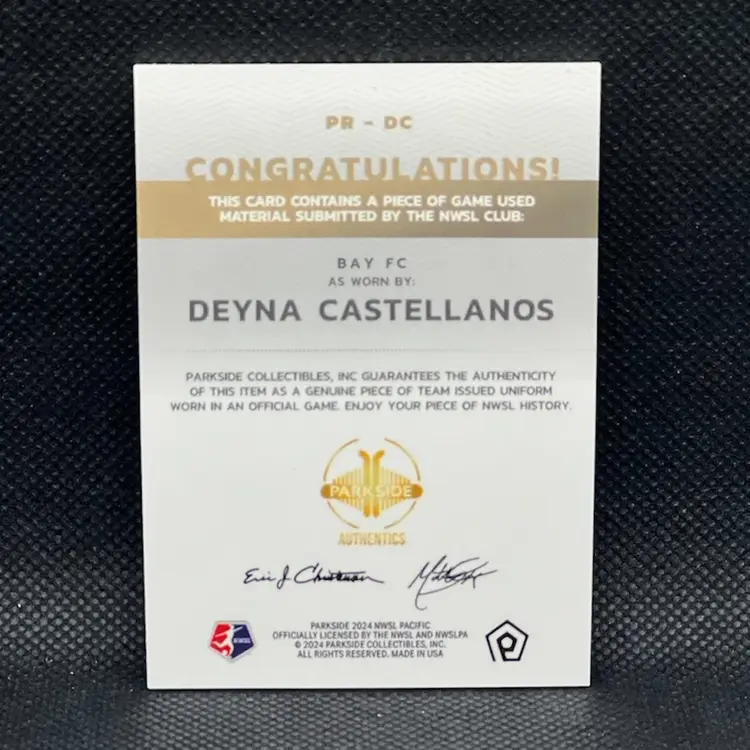 PR - DC
CONGRATULATIONS!
THIS CARD CONTAINS A PIECE OF GAME USED
MATERIAL SUBMITTED BY THE NWSL CLUB:
BAY FC
AS WORN BY:
DEYNA CASTELLANOS
PARKSIDE COLLECTIBLES, INC GUARANTEES THE AUTHENTICITY
OF THIS ITEM AS A GENUINE PIECE OF TEAM ISSUED UNIFORM
WORN IN AN OFFICIAL GAME. ENJOY YOUR PIECE OF NWSL HISTORY.
PARKSIDE
AUTHENTICS
Eric J.
NWSL
PARKSIDE 2024 NWSL PACIFIC
OFFICIALLY LICENSED BY THE NWSL AND NWSLPA
© 2024 PARKSIDE COLLECTIBLES, INC.
ALL RIGHTS RESERVED. MADE IN USA